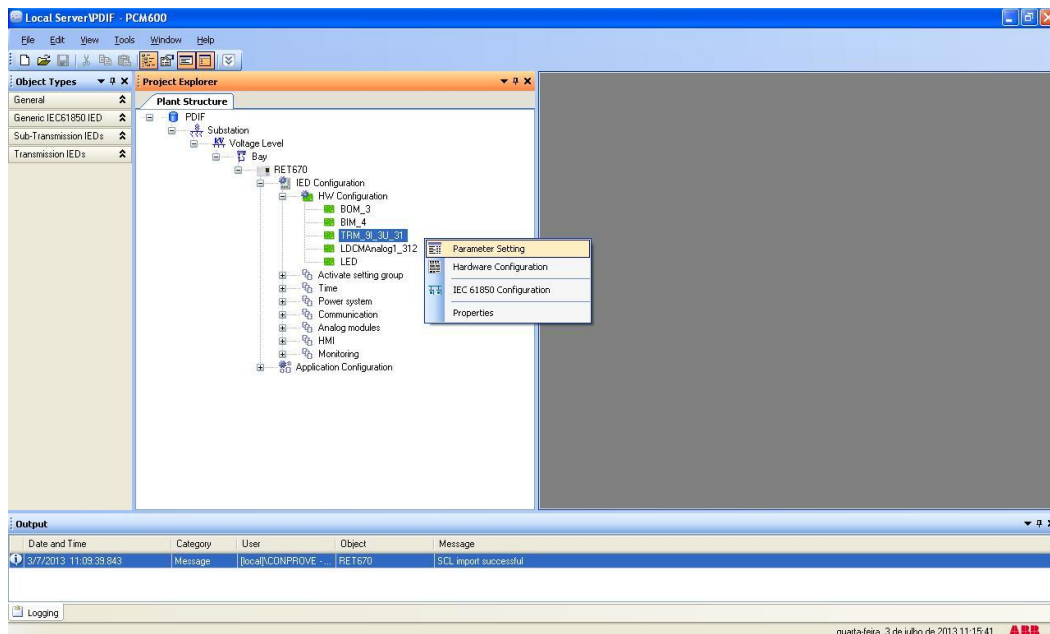 Local Server\PDIF - PCM600
File Edit View Tools Window Help
Object Types
Project Explorer
General
Generic IEC61850 IED
Sub-Transmission IEDs
Transmission IEDs
Plant Structure
PDIF
Substation
Voltage Level
Bay
RET670
IED Configuration
HW Configuration
BOM_3
BIM_4
TRM_9I_3U_31
LDCMAnalog1_312
LED
Activate setting group
Time
Power system
Communication
Analog modules
HMI
Monitoring
Application Configuration
Parameter Setting
Hardware Configuration
IEC 61850 Configuration
Properties
Output
Date and Time Category User Object Message
3/7/2013 11:09:39.843 Message [local]\CONPROVE - ... RET670 SCL import successful
Logging
quarta-feira, 3 de julho de 2013 11:15:41 ABB